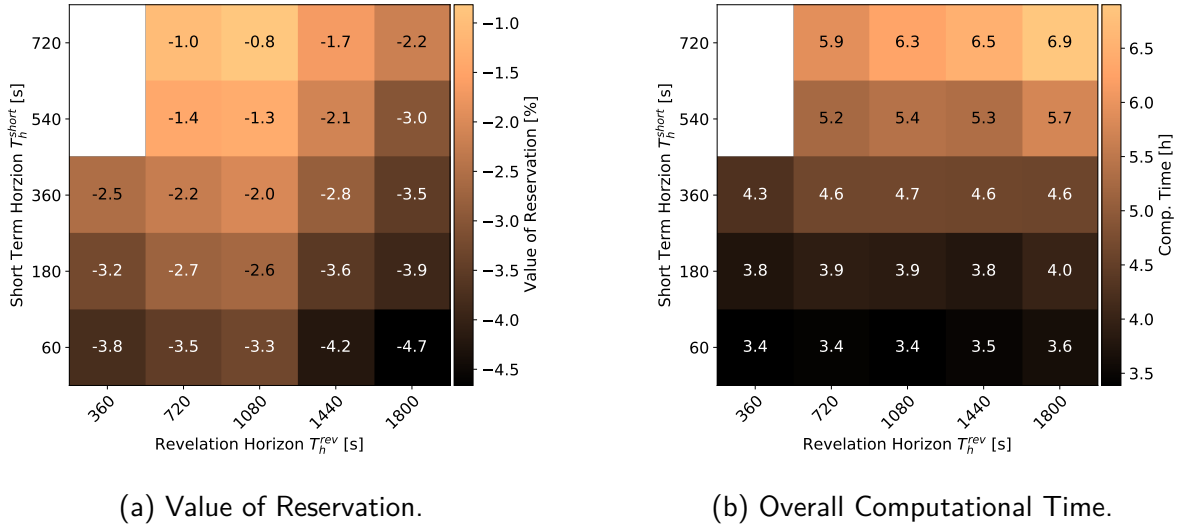 720
540
360
180
60
Short Term Horzion T_h^{short} [s]
-1.0 -0.8 -1.7 -2.2
-1.4 -1.3 -2.1 -3.0
-2.5 -2.2 -2.0 -2.8 -3.5
-3.2 -2.7 -2.6 -3.6 -3.9
-3.8 -3.5 -3.3 -4.2 -4.7
360 720 1080 1440 1800
Revelation Horizon T_h^{rev} [s]
-1.0
-1.5
-2.0
-2.5
-3.0
-3.5
-4.0
-4.5
Value of Reservation [%]
(a) Value of Reservation.
720
540
360
180
60
Short Term Horzion T_h^{short} [s]
5.9 6.3 6.5 6.9
5.2 5.4 5.3 5.7
4.3 4.6 4.7 4.6 4.6
3.8 3.9 3.9 3.8 4.0
3.4 3.4 3.4 3.5 3.6
360 720 1080 1440 1800
Revelation Horizon T_h^{rev} [s]
6.5
6.0
5.5
5.0
4.5
4.0
3.5
Comp. Time [h]
(b) Overall Computational Time.